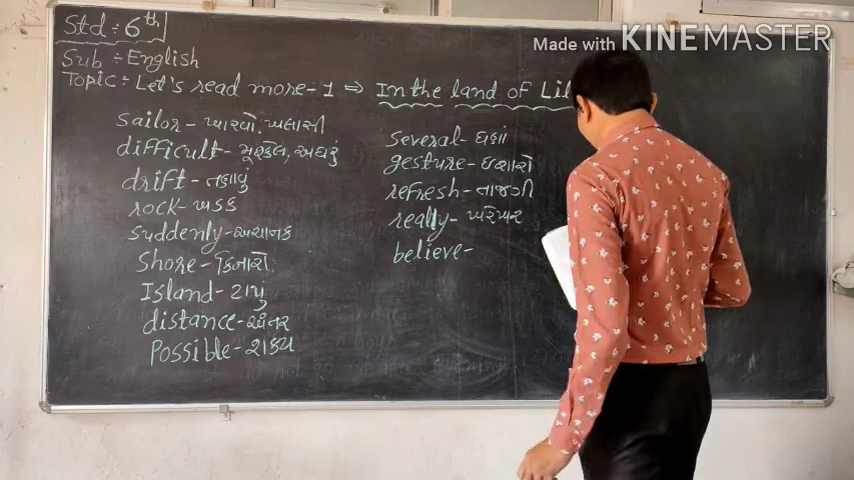 Made with KINEMASTER
Std : 6th
Sub : English
Topic : Let's read more-1 ⇒ In the land of Lil
sailor - ખારવો, ખલાસી
difficult - મુશ્કેલ, અઘરું
drift - તણાવું
rock - ખડક
suddenly - અચાનક
Shore - કિનારો
Island - ટાપુ
distance - અંતર
Possible - શક્ય
several - ઘણાં
gesture - ઇશારો
refresh - તાજગી
really - ખરેખર
believe -